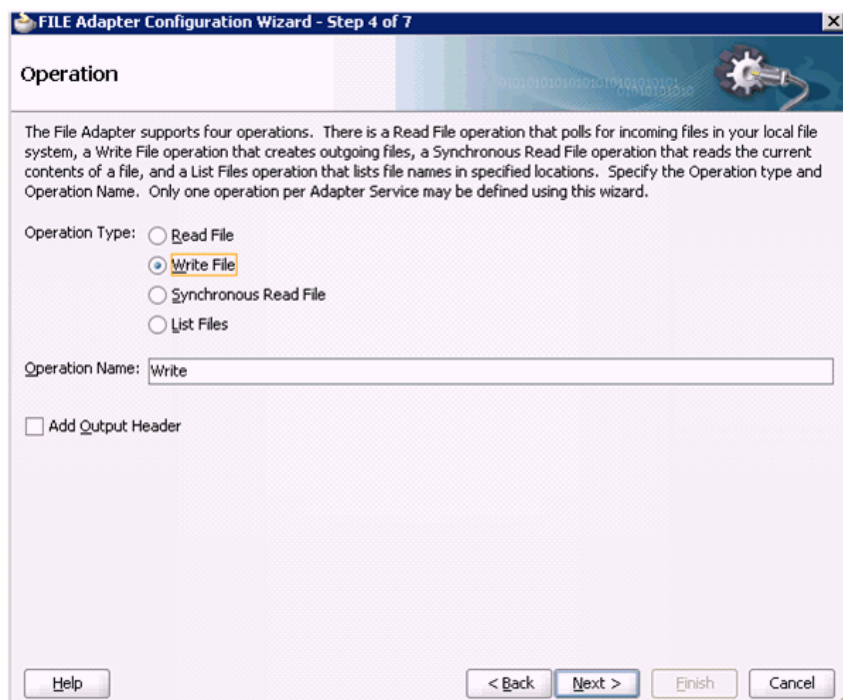 FILE Adapter Configuration Wizard - Step 4 of 7
Operation
The File Adapter supports four operations. There is a Read File operation that polls for incoming files in your local file
system, a Write File operation that creates outgoing files, a Synchronous Read File operation that reads the current
contents of a file, and a List Files operation that lists file names in specified locations. Specify the Operation type and
Operation Name. Only one operation per Adapter Service may be defined using this wizard.
Operation Type: Read File
Write File
Synchronous Read File
List Files
Operation Name: Write
Add Output Header
Help < Back Next > Finish Cancel